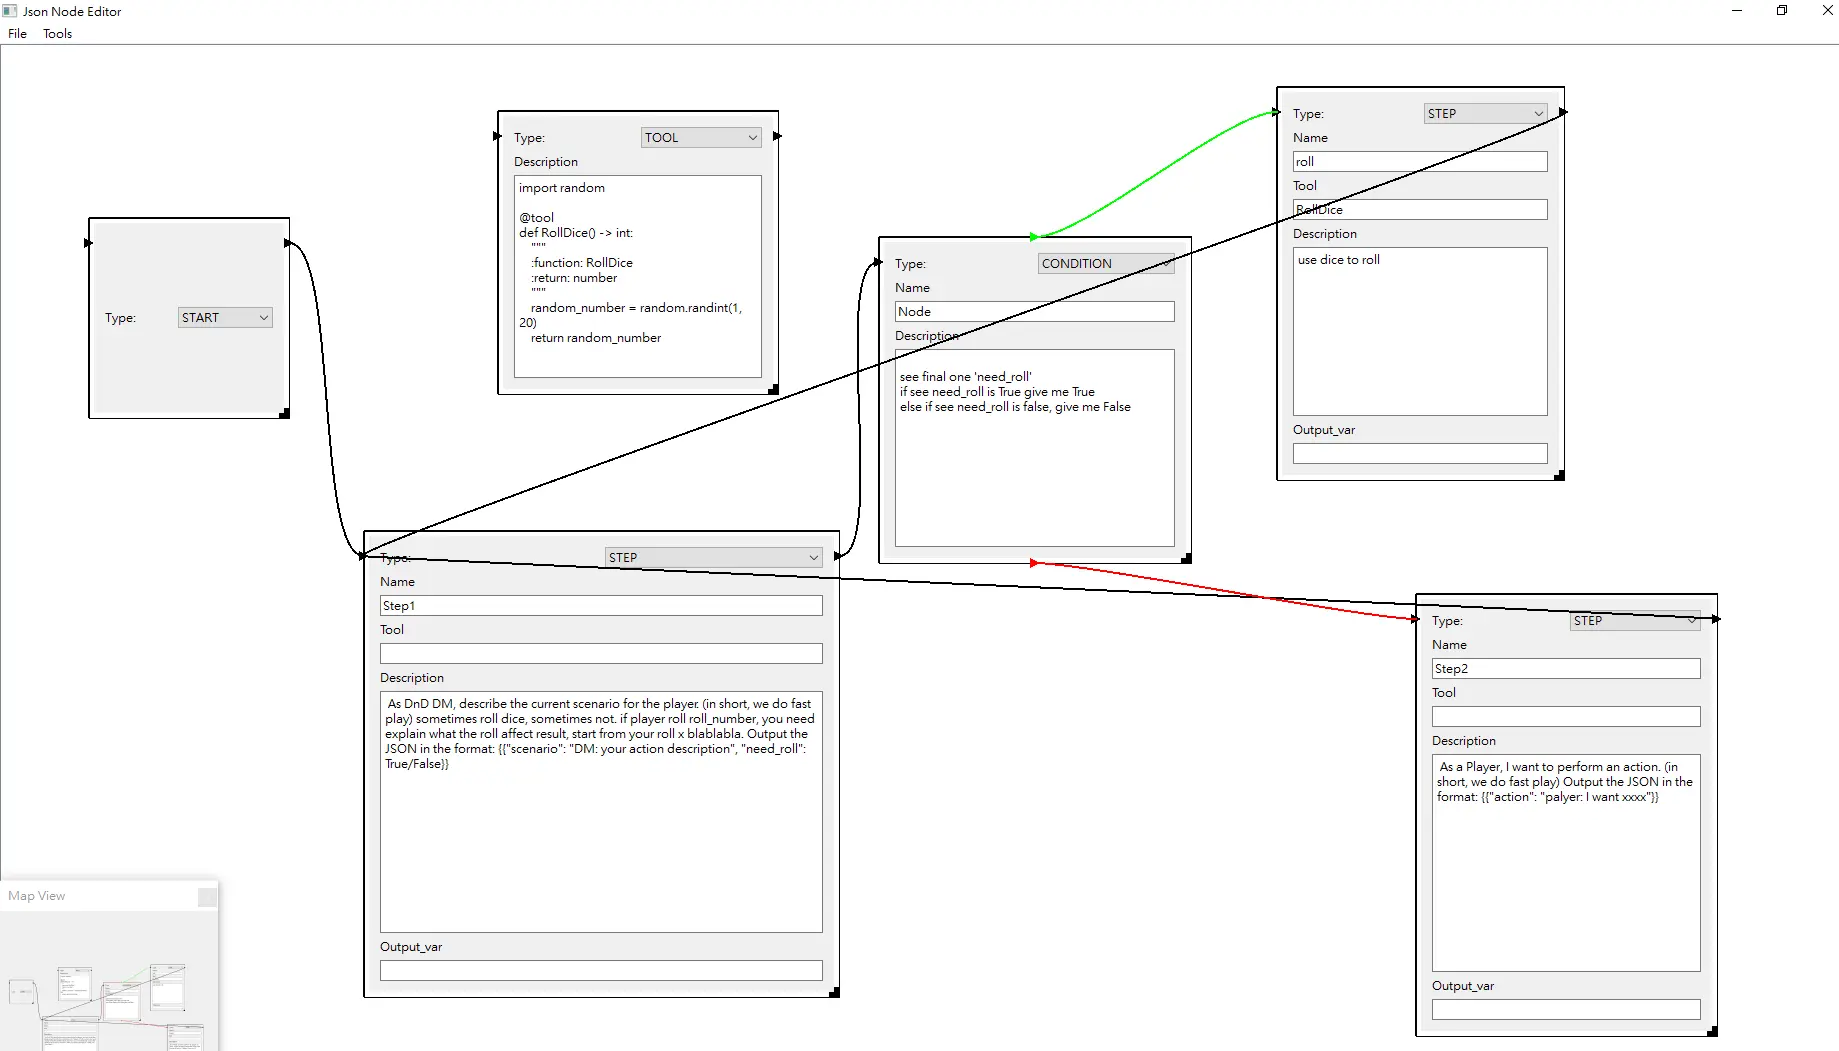 Json Node Editor
File Tools
Type: START
Type: TOOL
Description
import random
@tool
def RollDice() -> int:
"""
:function: RollDice
:return: number
"""
random_number = random.randint(1,
20)
return random_number
Type: CONDITION
Name
Node
Description
see final one 'need_roll'
if see need_roll is True give me True
else if see need_roll is false, give me False
Type: STEP
Name
roll
Tool
RollDice
Description
use dice to roll
Output_var
Type: STEP
Name
Step1
Tool
Description
As DnD DM, describe the current scenario for the player. (in short, we do fast
play) sometimes roll dice, sometimes not. if player roll roll_number, you need
explain what the roll affect result, start from your roll x blablabla. Output the
JSON in the format: {{"scenario": "DM: your action description", "need_roll":
True/False}}
Output_var
Type: STEP
Name
Step2
Tool
Description
As a Player, I want to perform an action. (in
short, we do fast play) Output the JSON in the
format: {{"action": "palyer: I want xxxx"}}
Output_var
Map View